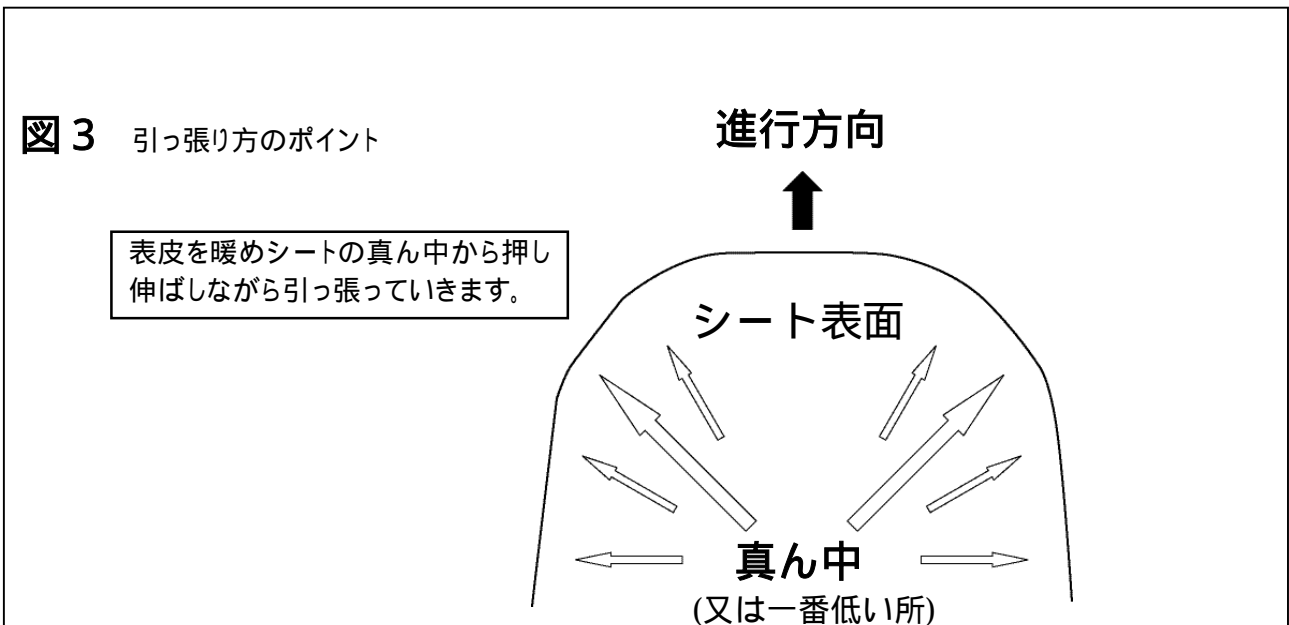 図３ 引っ張り方のポイント
進行方向
表皮を暖めシートの真ん中から押し
伸ばしながら引っ張っていきます。
シート表面
真ん中
(又は一番低い所)